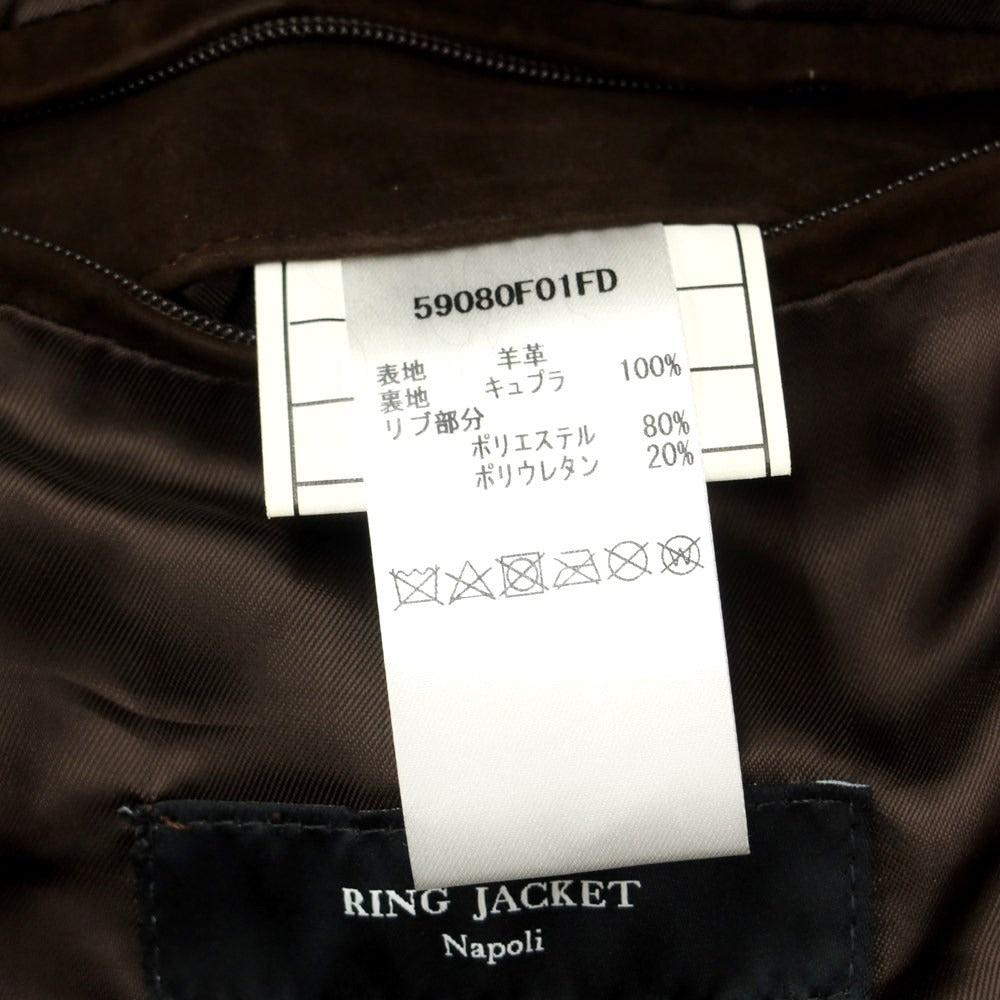 59080F01FD
表地 羊革
裏地 キュプラ 100%
リブ部分
ポリエステル 80%
ポリウレタン 20%
W
RING JACKET
Napoli